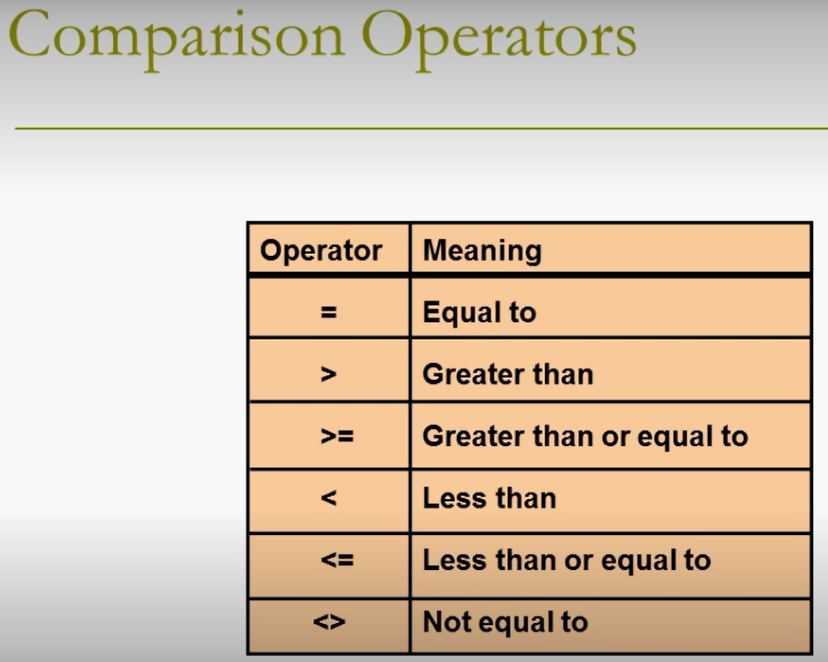 Comparison Operators
Operator Meaning
= Equal to
> Greater than
>= Greater than or equal to
< Less than
<= Less than or equal to
<> Not equal to